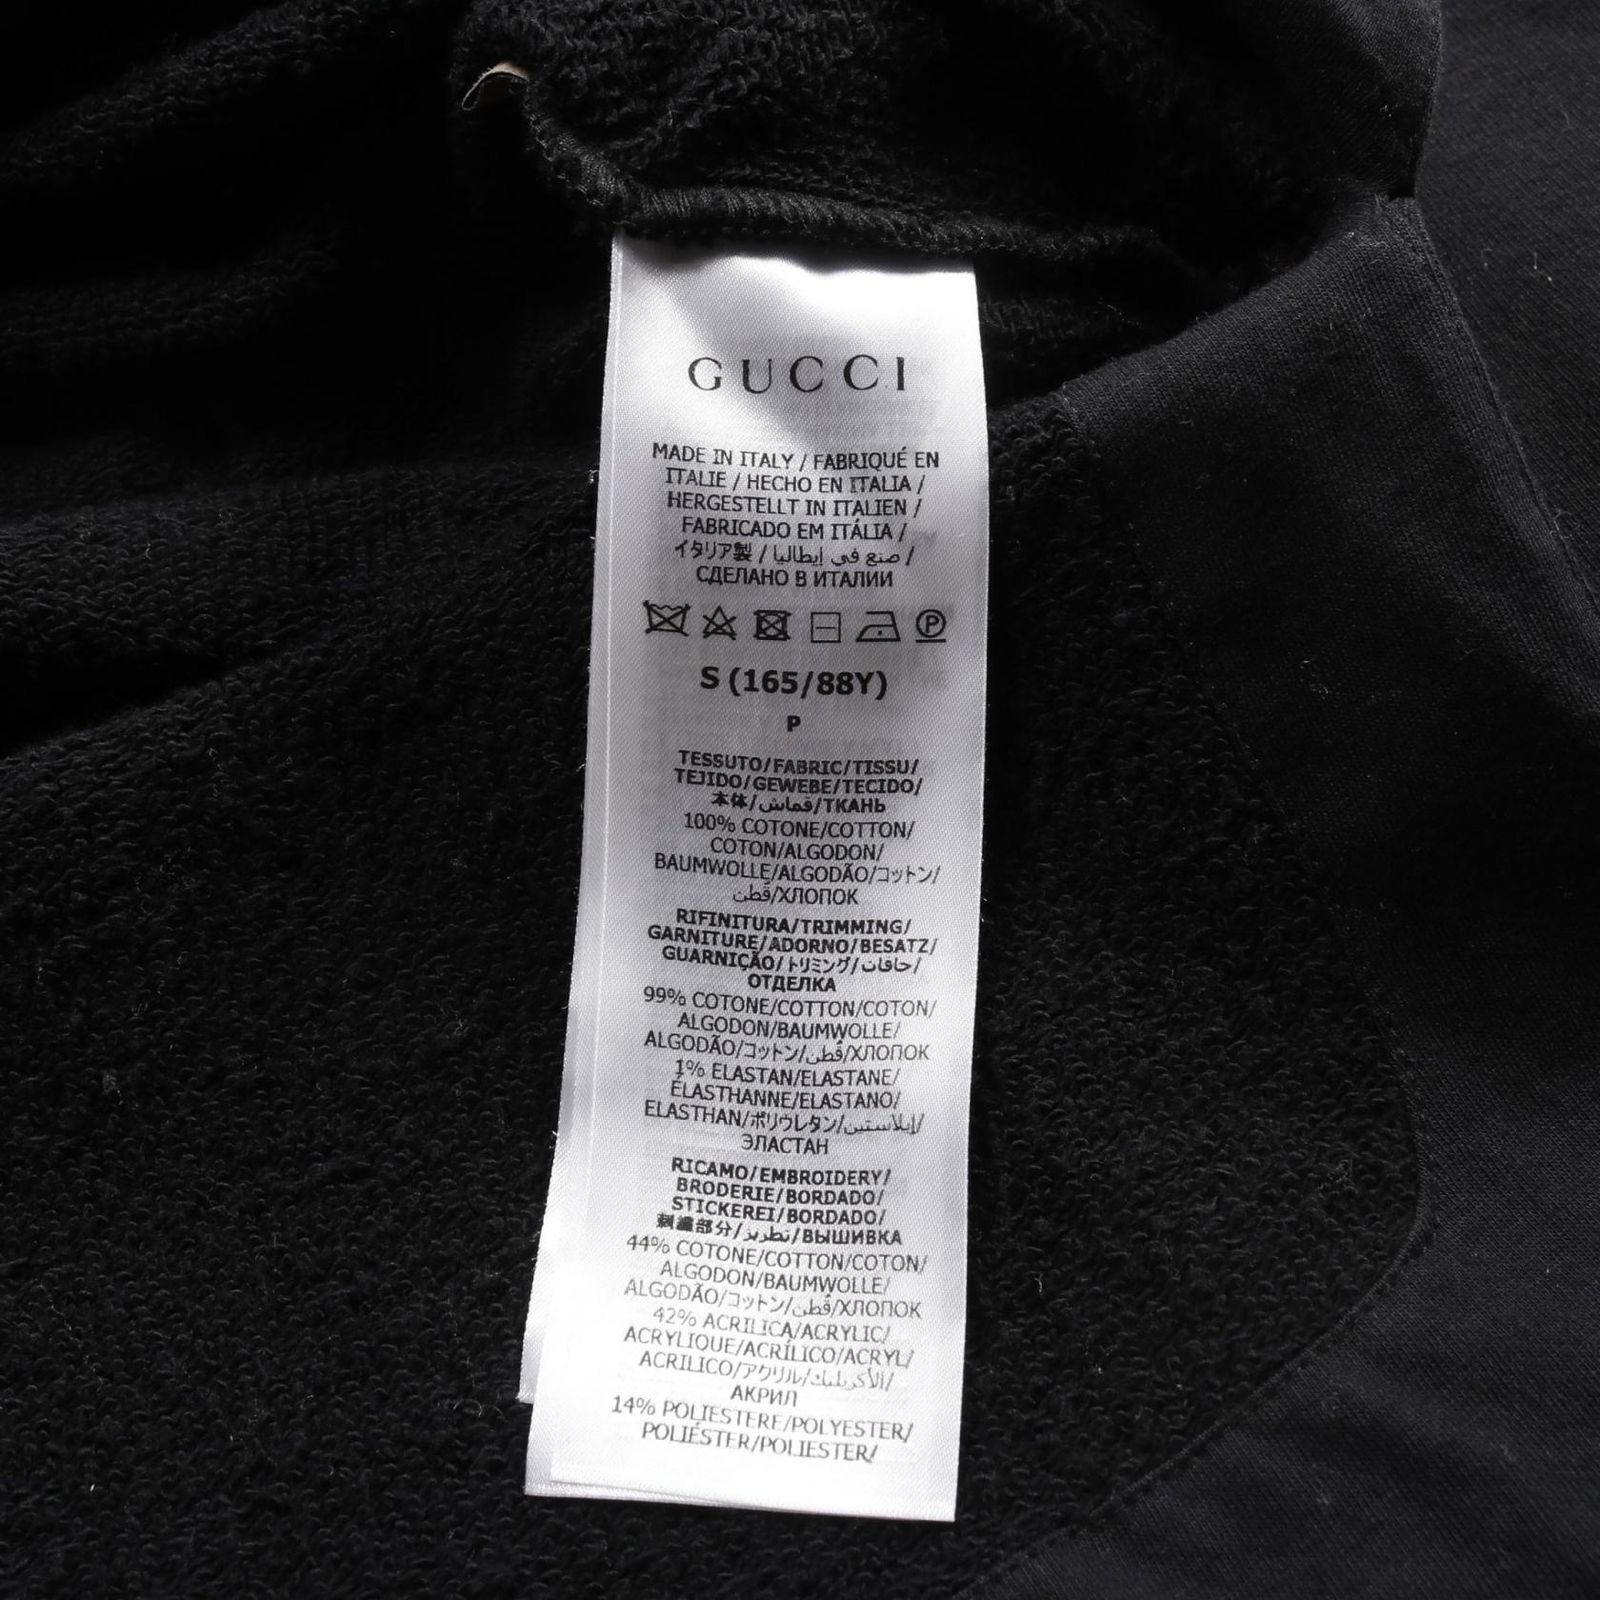 GUCCI
MADE IN ITALY / FABRIQUÉ EN
ITALIE / HECHO EN ITALIA /
HERGESTELLT IN ITALIEN /
FABRICADO EM ITÁLIA /
イタリア製 / صنع في إيطاليا /
СДЕЛАНО В ИТАЛИИ
P
S (165/88Y)
P
TESSUTO/FABRIC/TISSU/
TEJIDO/GEWEBE/TECIDO/
本体/قماش/ТКАНЬ
100% COTONE/COTTON/
COTON/ALGODON/
BAUMWOLLE/ALGODÃO/コットン/
قطن/ХЛОПОК
RIFINITURA/TRIMMING/
GARNITURE/ADORNO/BESATZ/
GUARNIÇÃO/トリミング/حافات/
ОТДЕЛКА
99% COTONE/COTTON/COTON/
ALGODON/BAUMWOLLE/
ALGODÃO/コットン/قطن/ХЛОПОК
1% ELASTAN/ELASTANE/
ÉLASTHANNE/ELASTANO/
ELASTHAN/ポリウレタン/إيلاستين/
ЭЛАСТАН
RICAMO/EMBROIDERY/
BRODERIE/BORDADO/
STICKEREI/BORDADO/
刺繍部分/تطريز/ВЫШИВКА
44% COTONE/COTTON/COTON/
ALGODON/BAUMWOLLE/
ALGODÃO/コットン/قطن/ХЛОПОК
42% ACRILICA/ACRYLIC/
ACRYLIQUE/ACRÍLICO/ACRYL/
ACRILICO/アクリル/الأكريليك/
АКРИЛ
14% POLIESTERE/POLYESTER/
POLIÉSTER/POLIESTER/